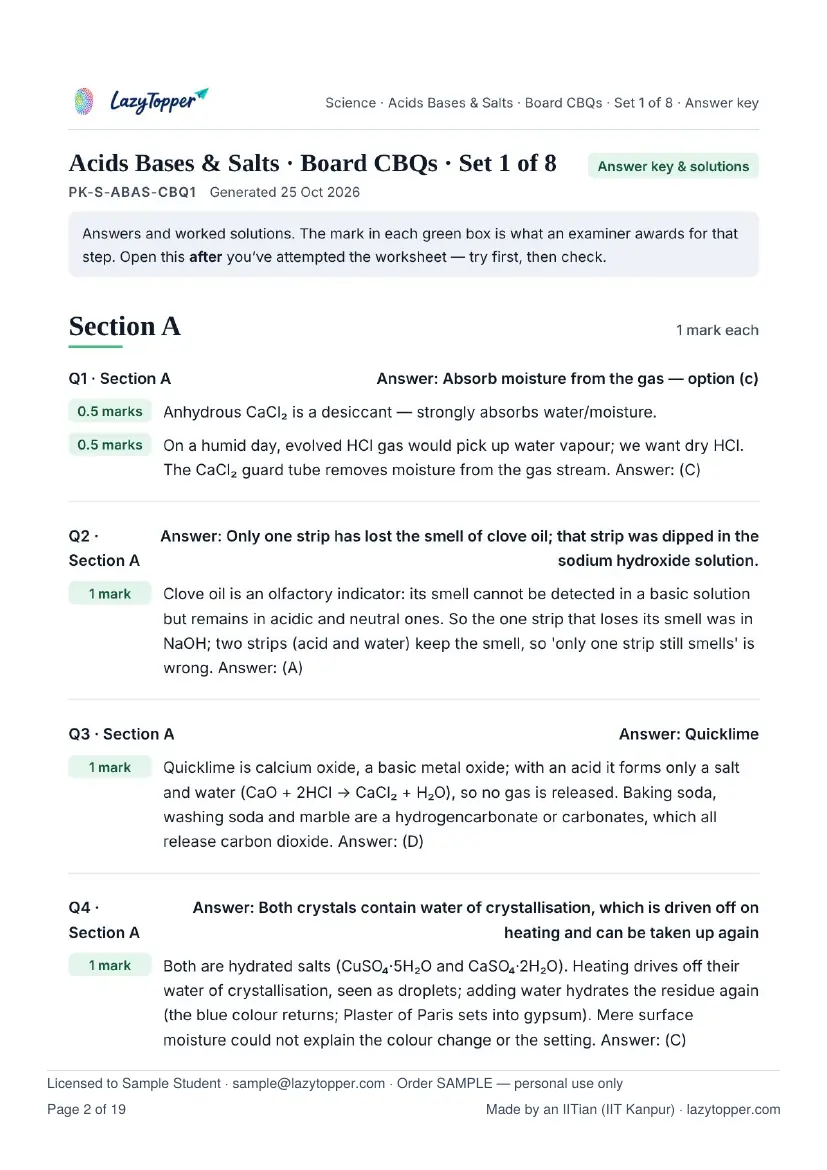 LazyTopper
Science · Acids Bases & Salts · Board CBQs · Set 1 of 8 · Answer key
Acids Bases & Salts · Board CBQs · Set 1 of 8
Answer key & solutions
PK-S-ABAS-CBQ1 Generated 25 Oct 2026
Answers and worked solutions. The mark in each green box is what an examiner awards for that
step. Open this after you’ve attempted the worksheet — try first, then check.
Section A
1 mark each
Q1 · Section A
Answer: Absorb moisture from the gas — option (c)
0.5 marks
Anhydrous CaCl₂ is a desiccant — strongly absorbs water/moisture.
0.5 marks
On a humid day, evolved HCl gas would pick up water vapour; we want dry HCl.
The CaCl₂ guard tube removes moisture from the gas stream. Answer: (C)
Q2 ·
Section A
Answer: Only one strip has lost the smell of clove oil; that strip was dipped in the
sodium hydroxide solution.
1 mark
Clove oil is an olfactory indicator: its smell cannot be detected in a basic solution
but remains in acidic and neutral ones. So the one strip that loses its smell was in
NaOH; two strips (acid and water) keep the smell, so 'only one strip still smells' is
wrong. Answer: (A)
Q3 · Section A
Answer: Quicklime
1 mark
Quicklime is calcium oxide, a basic metal oxide; with an acid it forms only a salt
and water (CaO + 2HCl → CaCl₂ + H₂O), so no gas is released. Baking soda,
washing soda and marble are a hydrogencarbonate or carbonates, which all
release carbon dioxide. Answer: (D)
Q4 ·
Section A
Answer: Both crystals contain water of crystallisation, which is driven off on
heating and can be taken up again
1 mark
Both are hydrated salts (CuSO₄·5H₂O and CaSO₄·2H₂O). Heating drives off their
water of crystallisation, seen as droplets; adding water hydrates the residue again
(the blue colour returns; Plaster of Paris sets into gypsum). Mere surface
moisture could not explain the colour change or the setting. Answer: (C)
Licensed to Sample Student · sample@lazytopper.com · Order SAMPLE — personal use only
Page 2 of 19
Made by an IITian (IIT Kanpur) · lazytopper.com